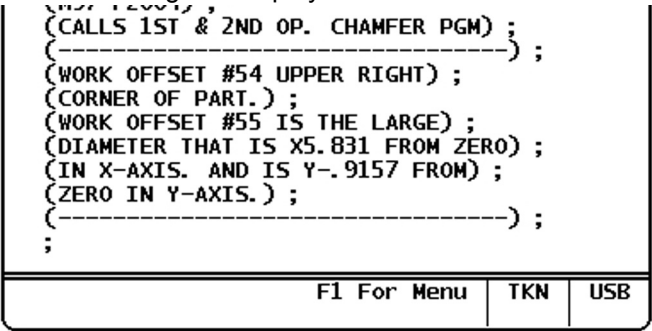 (CALLS 1ST & 2ND OP. CHAMFER PGM) ;
(---------------------------------) ;
(WORK OFFSET #54 UPPER RIGHT) ;
(CORNER OF PART.) ;
(WORK OFFSET #55 IS THE LARGE) ;
(DIAMETER THAT IS X5.831 FROM ZERO) ;
(IN X-AXIS. AND IS Y-.9157 FROM) ;
(ZERO IN Y-AXIS.) ;
(---------------------------------) ;
;
F1 For Menu TKN USB